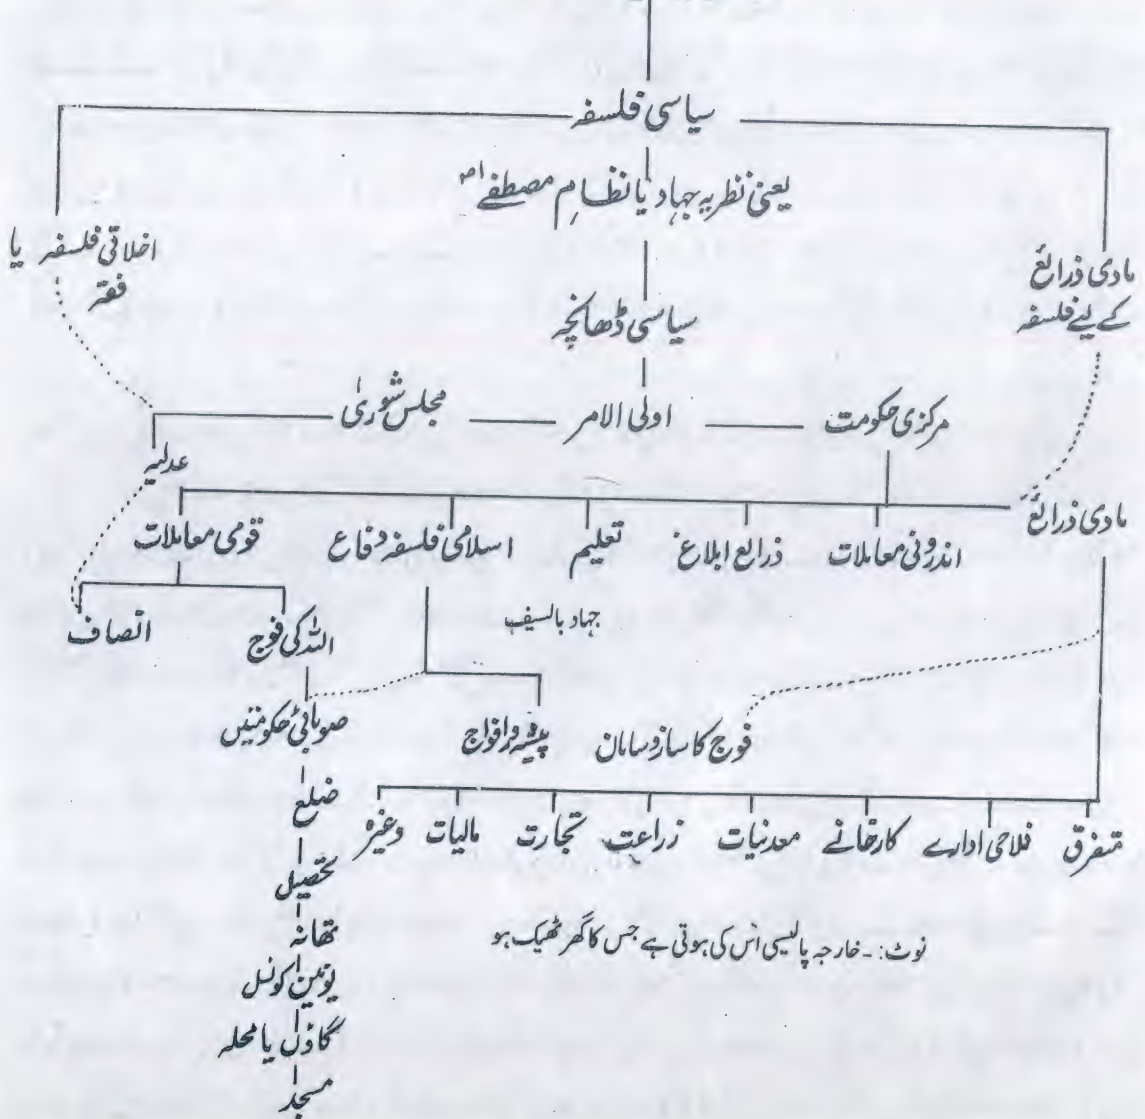 سیاسی فلسفہ
یعنی نظریہ جہاد یا نظامِ مصطفےٰؐ
مادی ذرائع
کے لیے فلسفہ
اخلاقی فلسفہ یا
فقہ
سیاسی ڈھانچہ
مرکزی حکومت
اولی الامر
مجلس شوریٰ
عدلیہ
مادی ذرائع
اندرونی معاملات
ذرائع ابلاغ
تعلیم
اسلامی فلسفہ دفاع
قومی معاملات
جہاد بالسیف
اللہ کی فوج
انصاف
فوج کا ساز و سامان
پیشہ ور افواج
صوبائی حکومتیں
متفرق
فلاحی ادارے
کارخانے
معدنیات
زراعت
تجارت
مالیات
وغیرہ
ضلع
تحصیل
تھانہ
یونین کونسل
گاؤں یا محلہ
مسجد
نوٹ:۔ خارجہ پالیسی اس کی ہوتی ہے جس کا گھر ٹھیک ہو